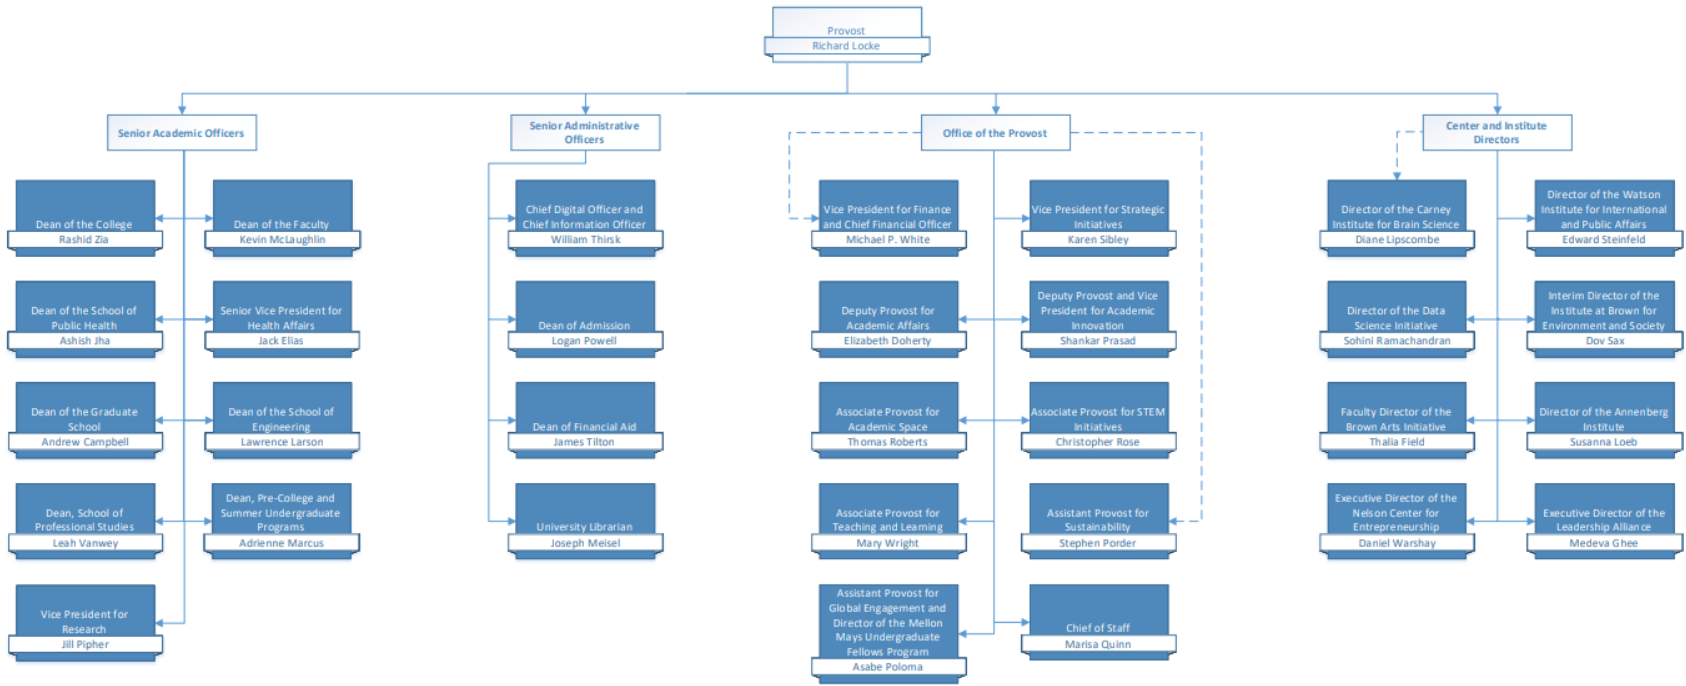 Provost
Richard Locke
Senior Academic Officers
Senior Administrative
Officers
Office of the Provost
Center and Institute
Directors
Dean of the College
Rashid Zia
Dean of the Faculty
Kevin McLaughlin
Dean of the School of
Public Health
Ashish Jha
Senior Vice President for
Health Affairs
Jack Elias
Dean of the Graduate
School
Andrew Campbell
Dean of the School of
Engineering
Lawrence Larson
Dean, School of
Professional Studies
Leah Vanwey
Dean, Pre-College and
Summer Undergraduate
Programs
Adrienne Marcus
Vice President for
Research
Jill Pipher
Chief Digital Officer and
Chief Information Officer
William Thirsk
Dean of Admission
Logan Powell
Dean of Financial Aid
James Tilton
University Librarian
Joseph Meisel
Vice President for Finance
and Chief Financial Officer
Michael P. White
Vice President for Strategic
Initiatives
Karen Sibley
Deputy Provost for
Academic Affairs
Elizabeth Doherty
Deputy Provost and Vice
President for Academic
Innovation
Shankar Prasad
Associate Provost for
Academic Space
Thomas Roberts
Associate Provost for STEM
Initiatives
Christopher Rose
Associate Provost for
Teaching and Learning
Mary Wright
Assistant Provost for
Sustainability
Stephen Porder
Assistant Provost for
Global Engagement and
Director of the Mellon
Mays Undergraduate
Fellows Program
Asabe Poloma
Chief of Staff
Marisa Quinn
Director of the Carney
Institute for Brain Science
Diane Lipscombe
Director of the Watson
Institute for International
and Public Affairs
Edward Steinfeld
Director of the Data
Science Initiative
Sohini Ramachandran
Interim Director of the
Institute at Brown for
Environment and Society
Dov Sax
Faculty Director of the
Brown Arts Initiative
Thalia Field
Director of the Annenberg
Institute
Susanna Loeb
Executive Director of the
Nelson Center for
Entrepreneurship
Daniel Warshay
Executive Director of the
Leadership Alliance
Medeva Ghee